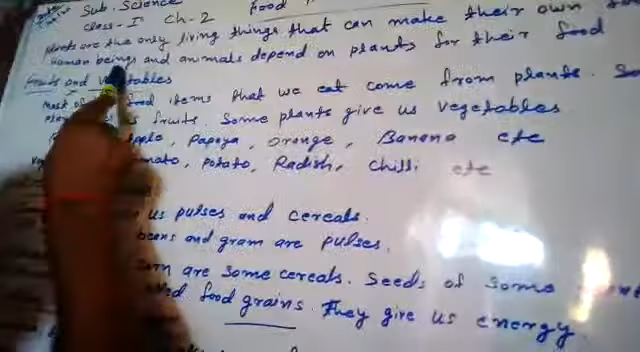 Sub. Science
Class - I Ch - 2 Food
Plants are the only living things that can make their own
Human beings and animals depend on plants for their food
Fruits and
Most of food items that we eat come from plants.
fruits. Some plants give us vegetables
Papaya, Orange, Banana etc
Potato, Radish, Chilli etc
us pulses and cereals.
and gram are pulses.
are some cereals. Seeds of some
food grains. They give us energy.